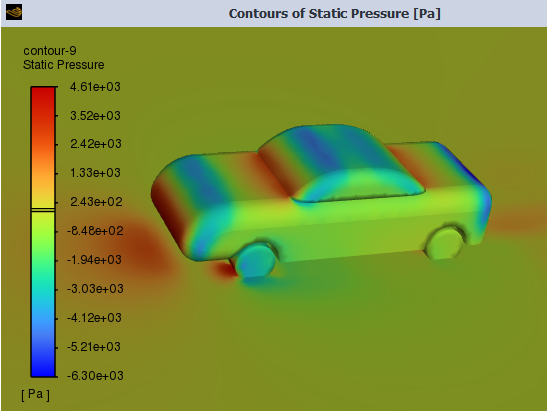 Contours of Static Pressure [Pa]
contour-9
Static Pressure
4.61e+03
3.52e+03
2.42e+03
1.33e+03
2.43e+02
-8.48e+02
-1.94e+03
-3.03e+03
-4.12e+03
-5.21e+03
-6.30e+03
[ Pa ]